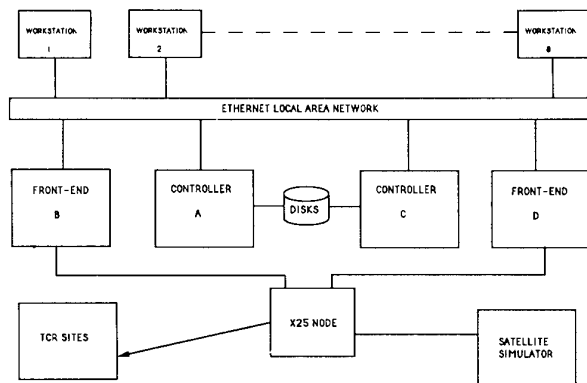 WORKSTATION
1
WORKSTATION
2
WORKSTATION
8
ETHERNET LOCAL AREA NETWORK
FRONT-END
B
CONTROLLER
A
DISKS
CONTROLLER
C
FRONT-END
D
TCR SITES
X25 NODE
SATELLITE
SIMULATOR